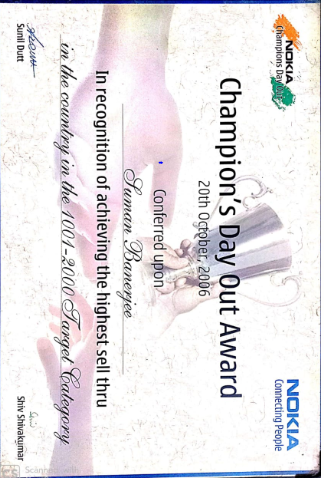 NOKIA
Champions Day Out
NOKIA
Connecting People
Champion's Day Out Award
20th October, 2006
Conferred upon
Suman Banerjee
In recognition of achieving the highest sell thru
in the country in the 1001-2000 Target Category
Sunil Dutt
Shiv Shivakumar
CS Scanned with